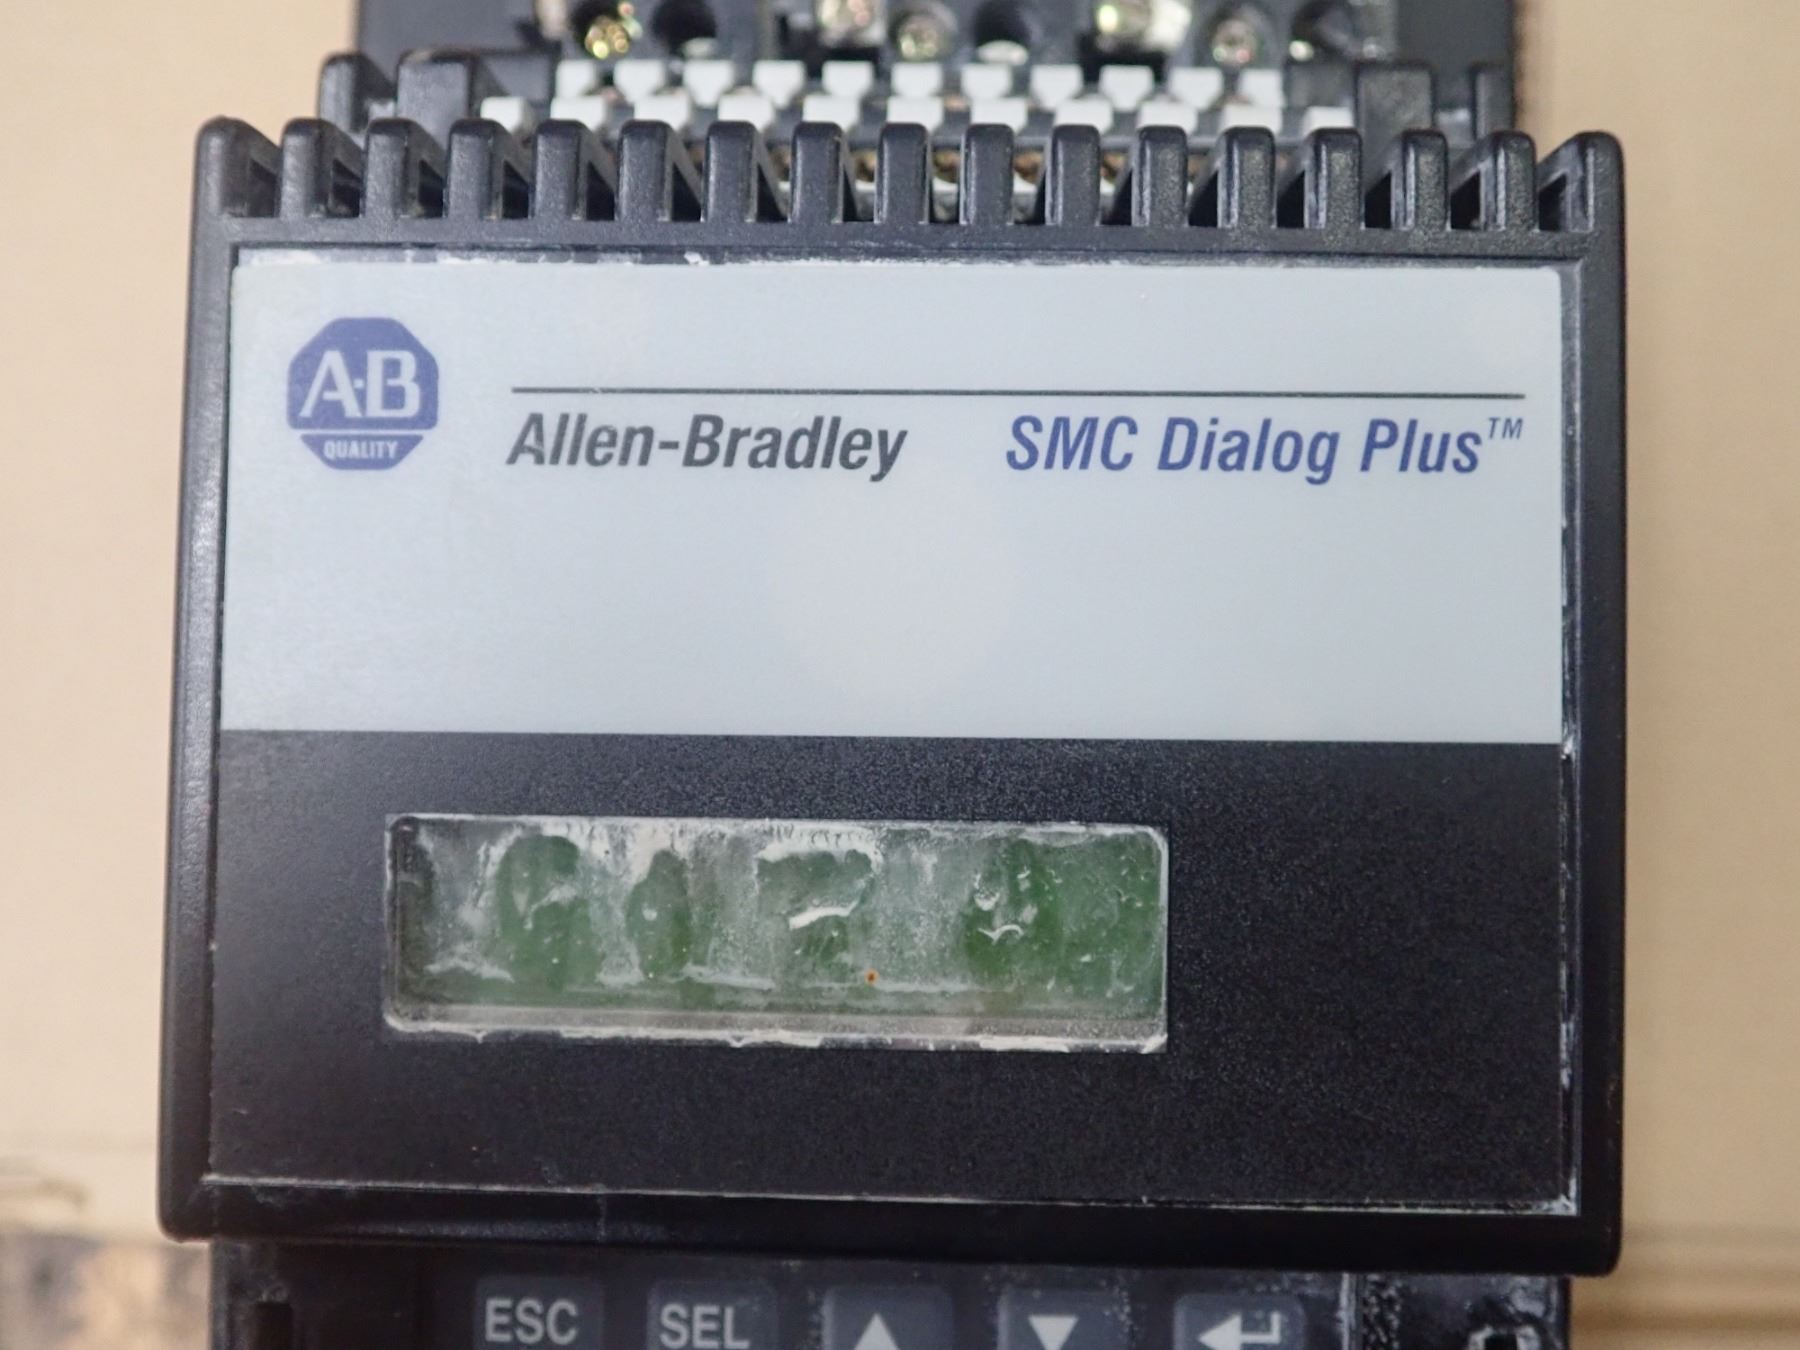 A·B
QUALITY
Allen-Bradley SMC Dialog Plus™
ESC SEL